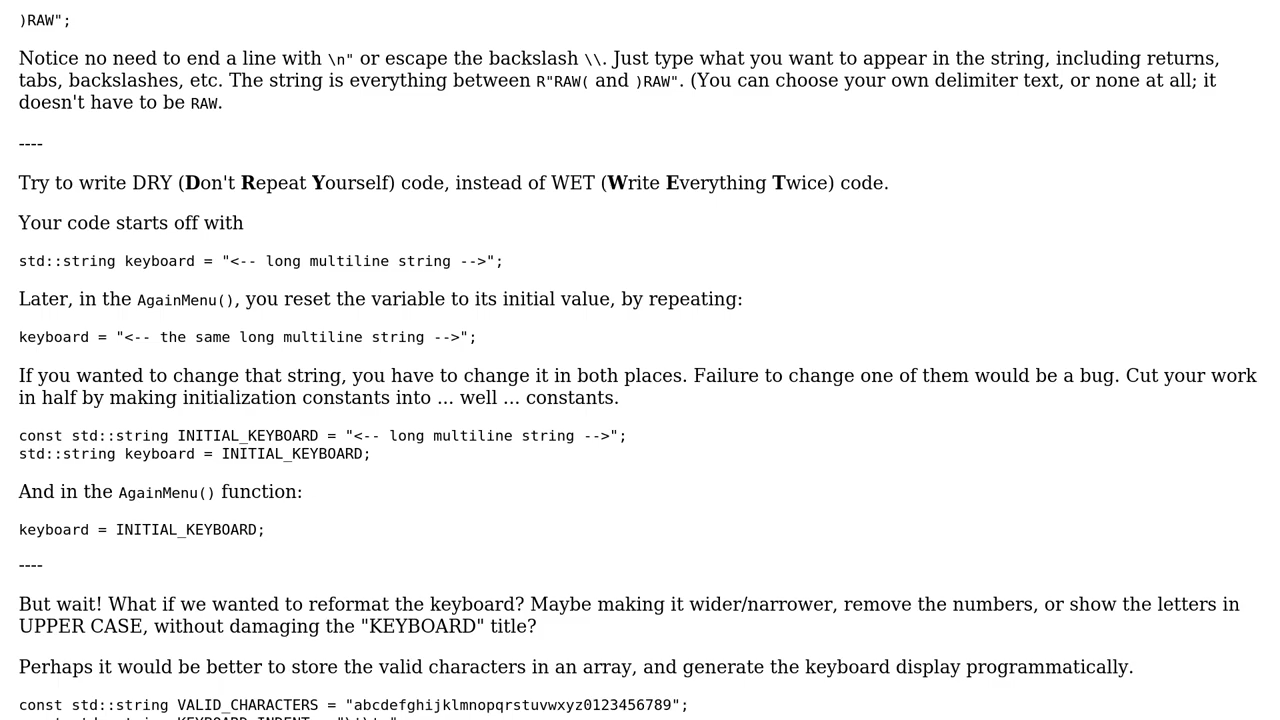 )RAW";
Notice no need to end a line with \n" or escape the backslash \\. Just type what you want to appear in the string, including returns,
tabs, backslashes, etc. The string is everything between R"RAW( and )RAW". (You can choose your own delimiter text, or none at all; it
doesn't have to be RAW.
----
Try to write DRY (Don't Repeat Yourself) code, instead of WET (Write Everything Twice) code.
Your code starts off with
std::string keyboard = "<-- long multiline string -->";
Later, in the AgainMenu(), you reset the variable to its initial value, by repeating:
keyboard = "<-- the same long multiline string -->";
If you wanted to change that string, you have to change it in both places. Failure to change one of them would be a bug. Cut your work
in half by making initialization constants into ... well ... constants.
const std::string INITIAL_KEYBOARD = "<-- long multiline string -->";
std::string keyboard = INITIAL_KEYBOARD;
And in the AgainMenu() function:
keyboard = INITIAL_KEYBOARD;
----
But wait! What if we wanted to reformat the keyboard? Maybe making it wider/narrower, remove the numbers, or show the letters in
UPPER CASE, without damaging the "KEYBOARD" title?
Perhaps it would be better to store the valid characters in an array, and generate the keyboard display programmatically.
const std::string VALID_CHARACTERS = "abcdefghijklmnopqrstuvwxyz0123456789";